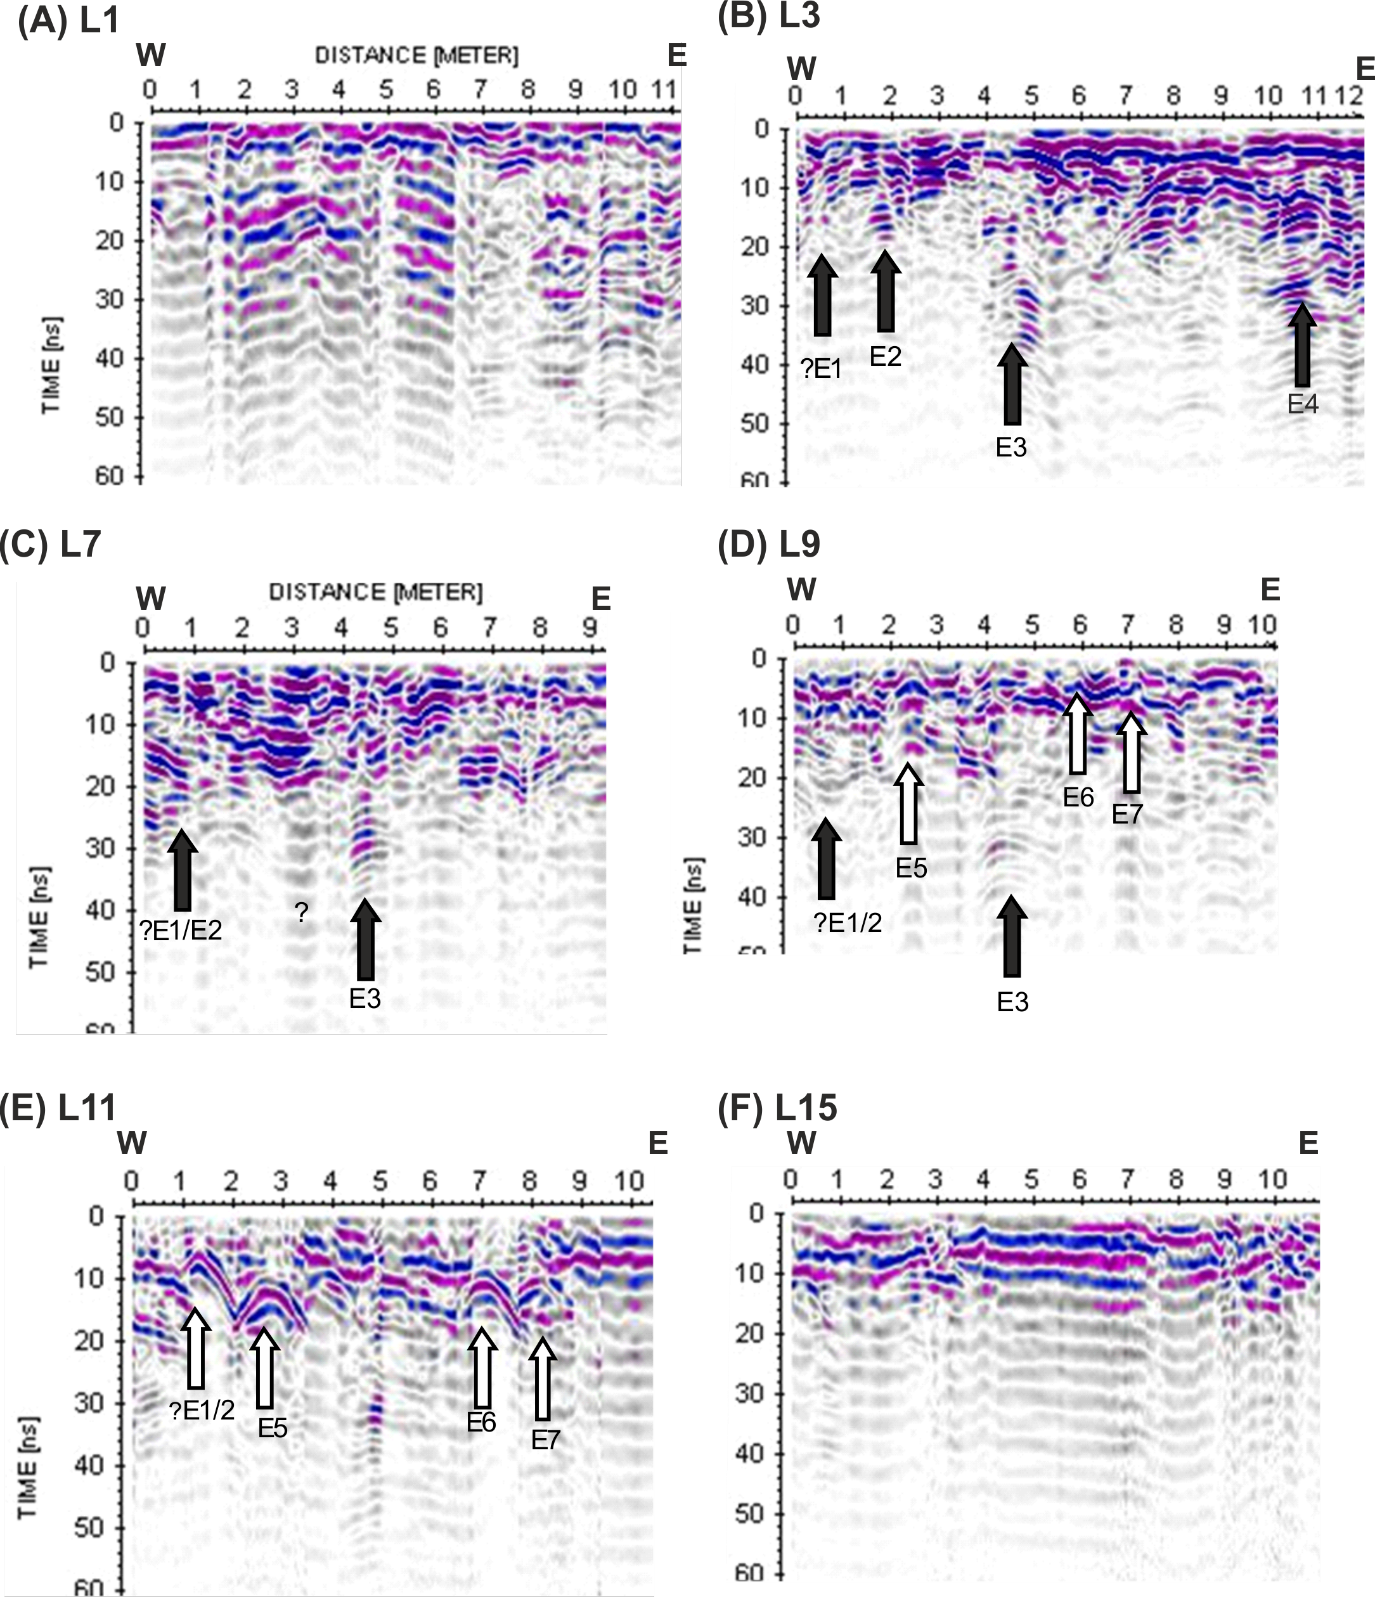 (A) L1
W DISTANCE [METER] E
0 1 2 3 4 5 6 7 8 9 10 11
0
10
20
30
40
50
60
TIME [ns]
(B) L3
W E
0 1 2 3 4 5 6 7 8 9 10 11 12
0
10
20
30
40
50
60
TIME [ns]
?E1
E2
E3
E4
(C) L7
W DISTANCE [METER] E
0 1 2 3 4 5 6 7 8 9
0
10
20
30
40
50
60
TIME [ns]
?E1/E2
?
E3
(D) L9
W E
0 1 2 3 4 5 6 7 8 9 10
0
10
20
30
40
50
TIME [ns]
?E1/2
E5
E3
E6
E7
(E) L11
W E
0 1 2 3 4 5 6 7 8 9 10
0
10
20
30
40
50
60
TIME [ns]
?E1/2
E5
E6
E7
(F) L15
W E
0 1 2 3 4 5 6 7 8 9 10
0
10
20
30
40
50
60